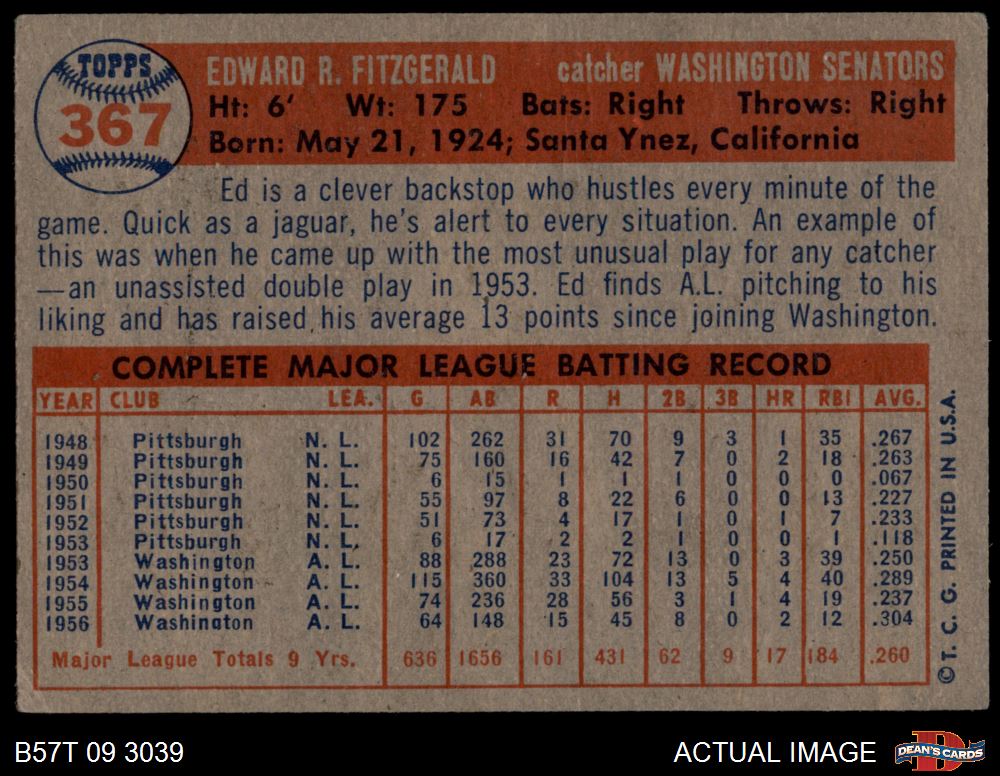 TOPPS
367
EDWARD R. FITZGERALD catcher WASHINGTON SENATORS
Ht: 6' Wt: 175 Bats: Right Throws: Right
Born: May 21, 1924; Santa Ynez, California
Ed is a clever backstop who hustles every minute of the
game. Quick as a jaguar, he's alert to every situation. An example of
this was when he came up with the most unusual play for any catcher
—an unassisted double play in 1953. Ed finds A.L. pitching to his
liking and has raised his average 13 points since joining Washington.
COMPLETE MAJOR LEAGUE BATTING RECORD
YEAR CLUB LEA. G AB R H 2B 3B HR RBI AVG.
1948 Pittsburgh N. L. 102 262 31 70 9 3 1 35 .267
1949 Pittsburgh N. L. 75 160 16 42 7 0 2 18 .263
1950 Pittsburgh N. L. 6 15 1 1 1 0 0 0 .067
1951 Pittsburgh N. L. 55 97 8 22 6 0 0 13 .227
1952 Pittsburgh N. L. 51 73 4 17 1 0 1 7 .233
1953 Pittsburgh N. L. 6 17 2 2 1 0 0 1 .118
1953 Washington A. L. 88 288 23 72 13 0 3 39 .250
1954 Washington A. L. 115 360 33 104 13 5 4 40 .289
1955 Washington A. L. 74 236 28 56 3 1 4 19 .237
1956 Washington A. L. 64 148 15 45 8 0 2 12 .304
Major League Totals 9 Yrs. 636 1656 161 431 62 9 17 184 .260
© T. C. G. PRINTED IN U.S.A.
B57T 09 3039 ACTUAL IMAGE DEAN'S CARDS